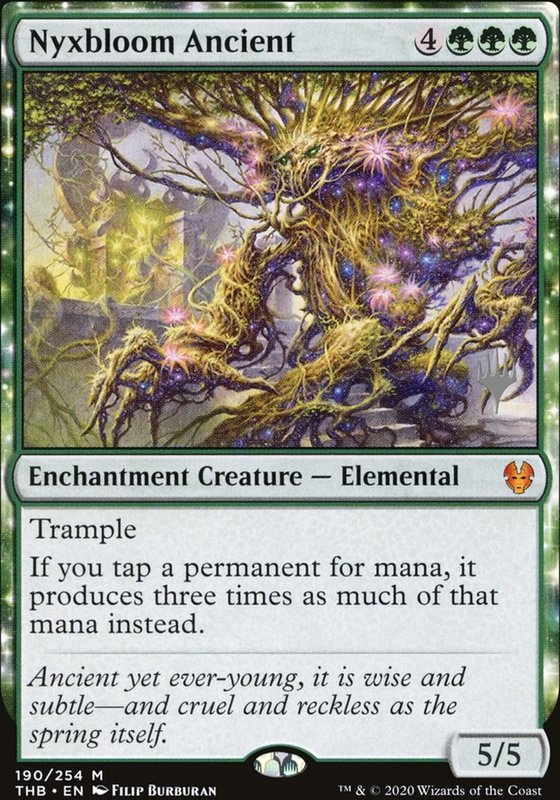 Nyxbloom Ancient 4
Enchantment Creature — Elemental
Trample
If you tap a permanent for mana, it
produces three times as much of that
mana instead.
Ancient yet ever-young, it is wise and
subtle—and cruel and reckless as the
spring itself.
5/5
190/254 M
THB • EN Filip Burburan
™ & © 2020 Wizards of the Coast